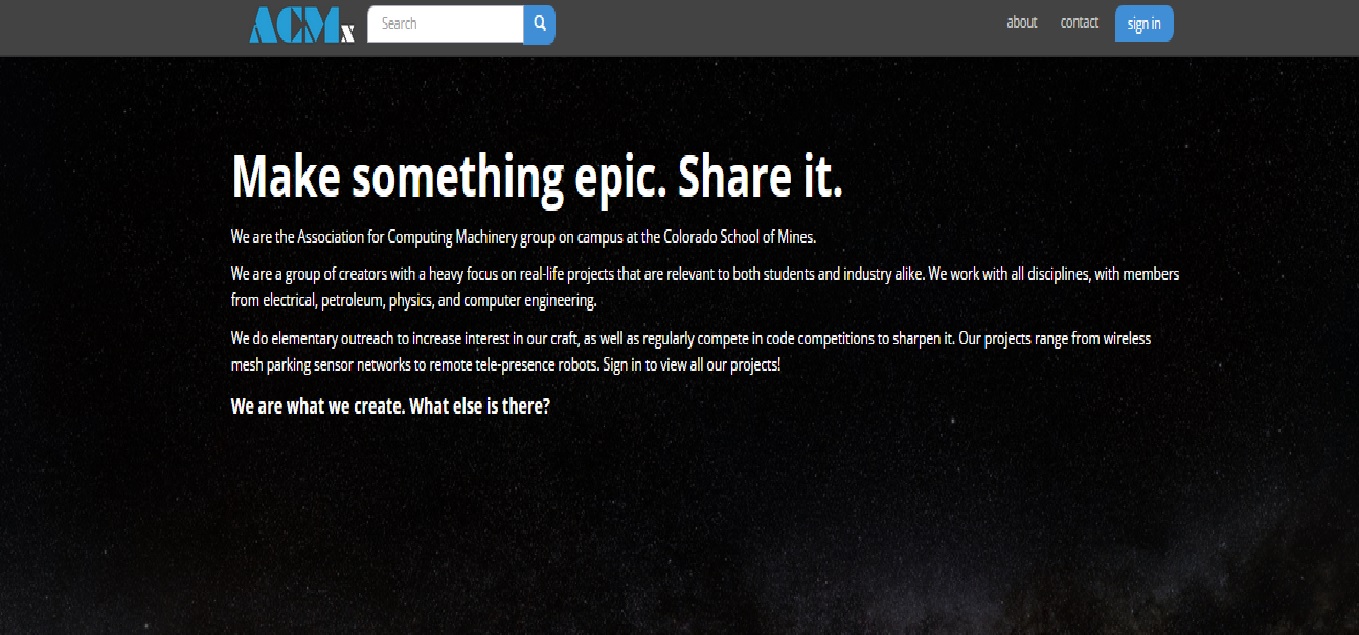 ACMx
Search
about
contact
sign in
Make something epic. Share it.
We are the Association for Computing Machinery group on campus at the Colorado School of Mines.
We are a group of creators with a heavy focus on real-life projects that are relevant to both students and industry alike. We work with all disciplines, with members
from electrical, petroleum, physics, and computer engineering.
We do elementary outreach to increase interest in our craft, as well as regularly compete in code competitions to sharpen it. Our projects range from wireless
mesh parking sensor networks to remote tele-presence robots. Sign in to view all our projects!
We are what we create. What else is there?